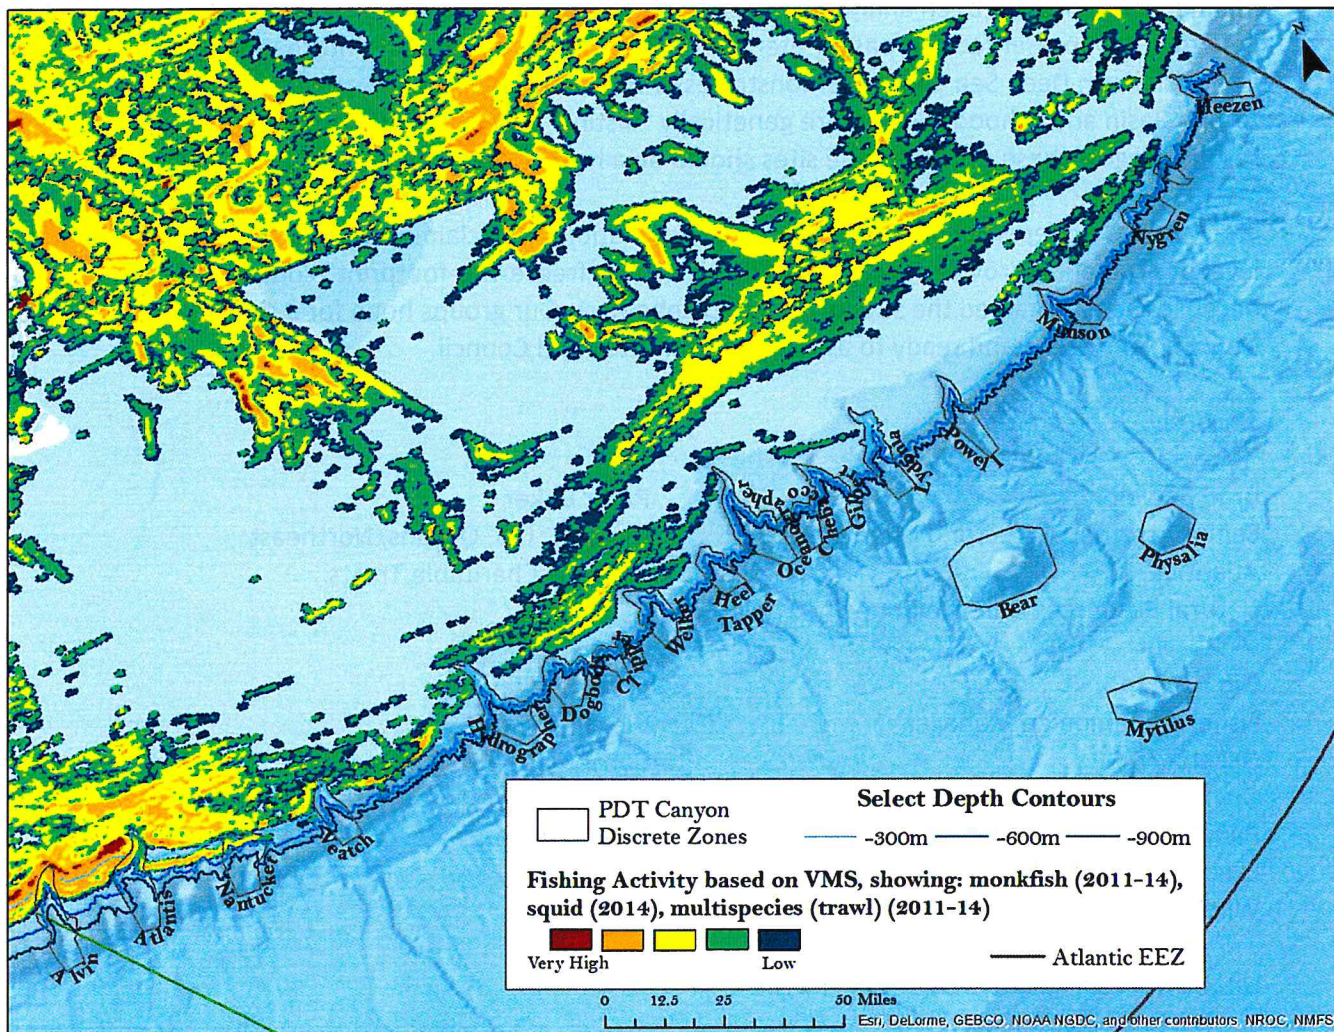 N
Heezen
Nygren
Munson
Powell
Lydonia
Gilbert
Chebacco
Oceanographer
Physalia
Bear
Heel
Tapper
Welker
Clipper
Dogbody
Hydrographer
Mytilus
Veatch
Nantucket
Atlantis
Alvin
PDT Canyon
Discrete Zones
Select Depth Contours
-300m -600m -900m
Fishing Activity based on VMS, showing: monkfish (2011-14),
squid (2014), multispecies (trawl) (2011-14)
Very High Low
Atlantic EEZ
0 12.5 25 50 Miles
Esri, DeLorme, GEBCO, NOAA NGDC, and other contributors, NROC, NMFS